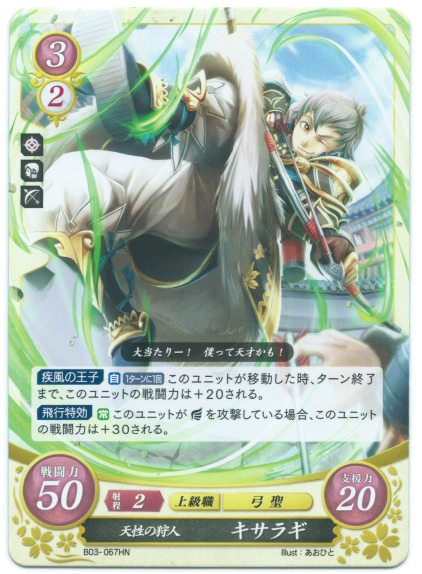 3
2
大当たりー! 僕って天才かも!
疾風の王子 自 1ターンに1回 このユニットが移動した時、ターン終了
まで、このユニットの戦闘力は+20される。
飛行特効 常 このユニットが を攻撃している場合、このユニット
の戦闘力は+30される。
戦闘力
50
射程 2 上級職 弓聖
支援力
20
天性の狩人 キサラギ
B03-067HN Illust:あおひと